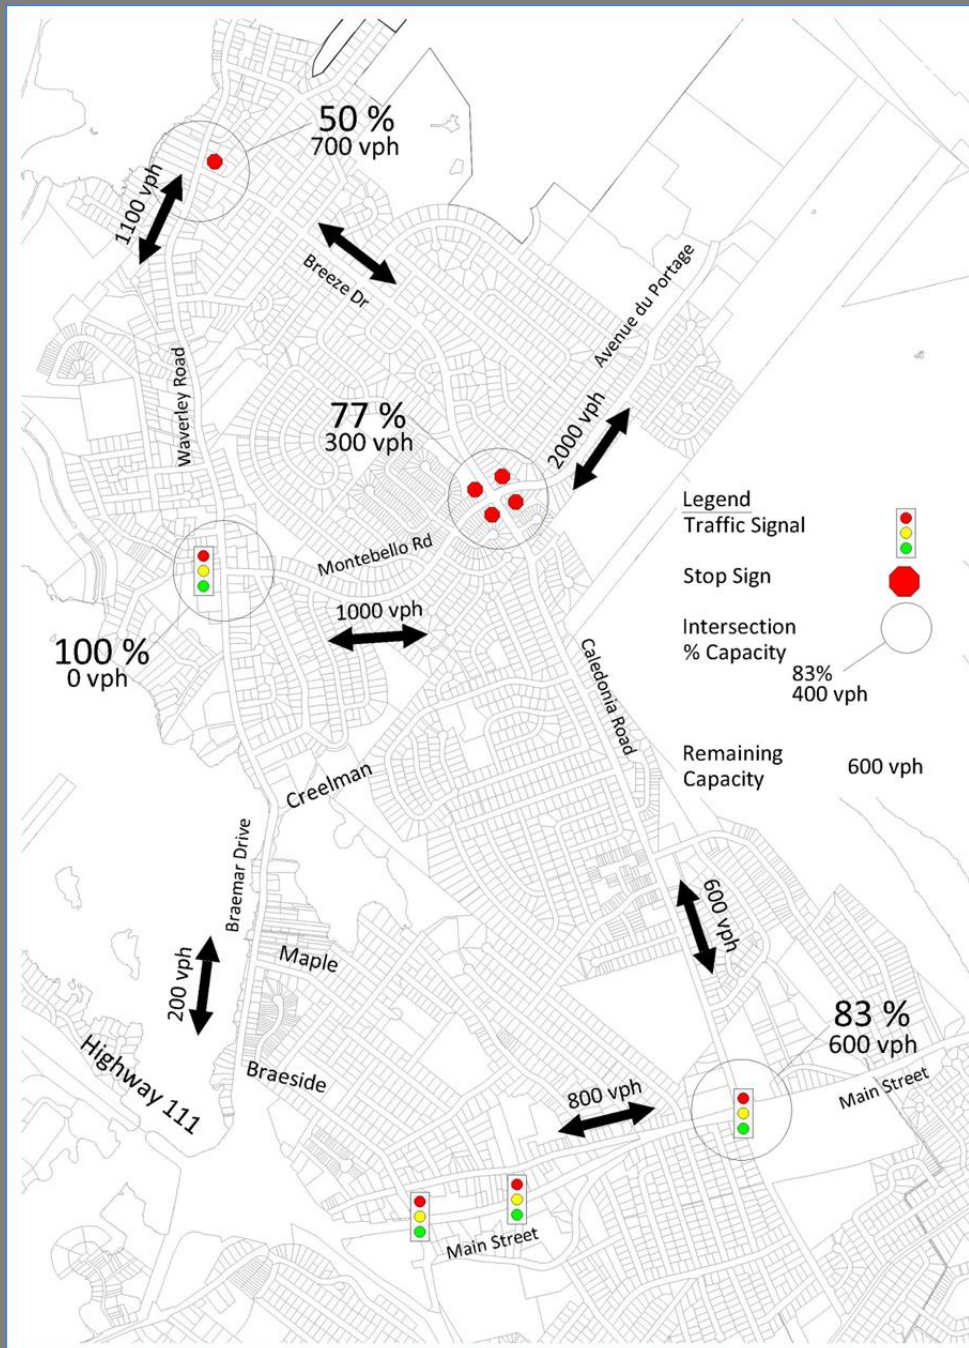 50 %
700 vph
1100 vph
Breeze Dr
Avenue du Portage
Waverley Road
77 %
300 vph
2000 vph
Legend
Traffic Signal
Montebello Rd
Stop Sign
1000 vph
Intersection
% Capacity
100 %
0 vph
83%
400 vph
Caledonia Road
Remaining
Capacity
600 vph
Creelman
Braemar Drive
600 vph
Maple
200 vph
83 %
600 vph
Highway 111
Braeside
800 vph
Main Street
Main Street